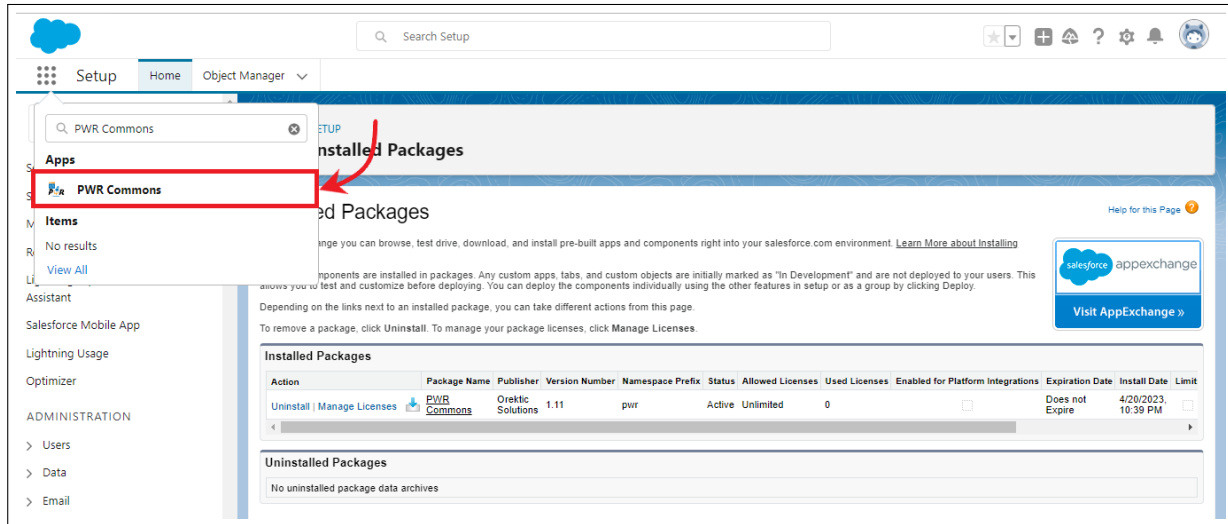 Search Setup
Setup
Home
Object Manager
PWR Commons
Apps
PWR Commons
Items
No results
View All
Assistant
Salesforce Mobile App
Lightning Usage
Optimizer
ADMINISTRATION
Users
Data
Email
SETUP
Installed Packages
ed Packages
Help for this Page
ange you can browse, test drive, download, and install pre-built apps and components right into your salesforce.com environment. Learn More about Installing
mponents are installed in packages. Any custom apps, tabs, and custom objects are initially marked as "In Development" and are not deployed to your users. This
allows you to test and customize before deploying. You can deploy the components individually using the other features in setup or as a group by clicking Deploy.
Depending on the links next to an installed package, you can take different actions from this page.
To remove a package, click Uninstall. To manage your package licenses, click Manage Licenses.
salesforce appexchange
Visit AppExchange »
Installed Packages
Action Package Name Publisher Version Number Namespace Prefix Status Allowed Licenses Used Licenses Enabled for Platform Integrations Expiration Date Install Date Limit
Uninstall | Manage Licenses PWR Commons Orektic Solutions 1.11 pwr Active Unlimited 0 Does not Expire 4/20/2023, 10:39 PM
Uninstalled Packages
No uninstalled package data archives